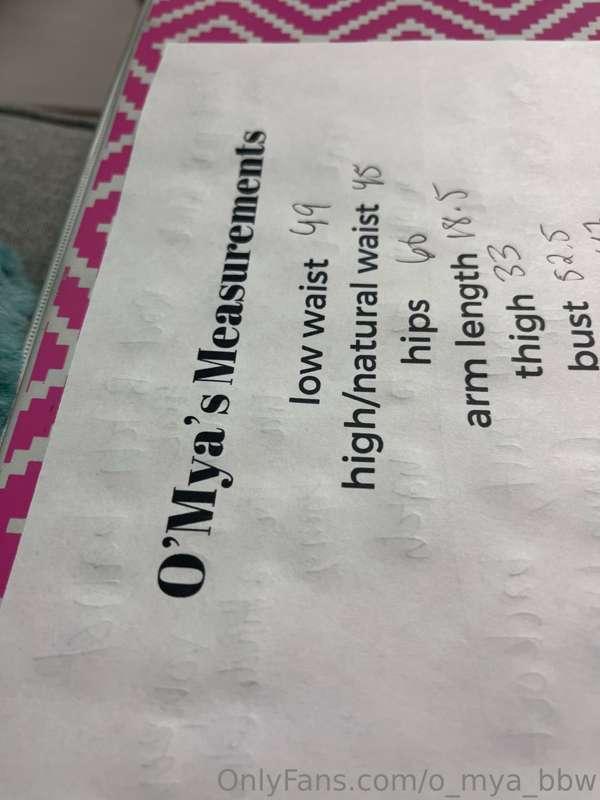 O'Mya's Measurements
low waist 49
high/natural waist 45
hips 60
arm length 18.5
thigh 33
bust 52.5
OnlyFans.com/o_mya_bbw